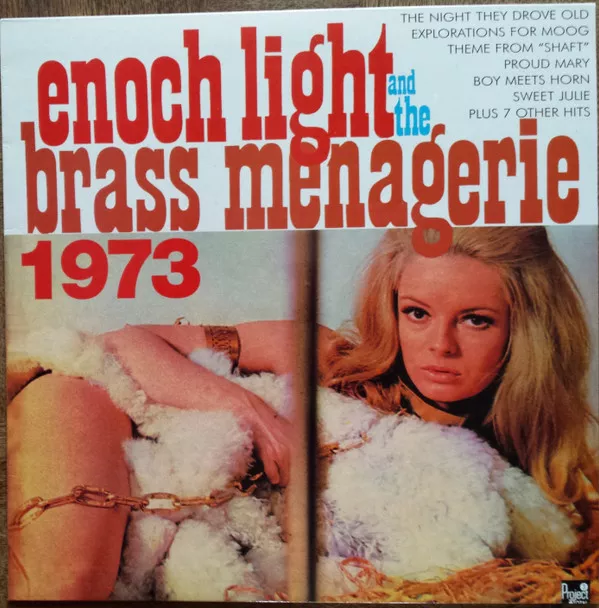 THE NIGHT THEY DROVE OLD
EXPLORATIONS FOR MOOG
THEME FROM "SHAFT"
PROUD MARY
BOY MEETS HORN
SWEET JULIE
PLUS 7 OTHER HITS
enoch light and the
brass menagerie
1973
Project 3